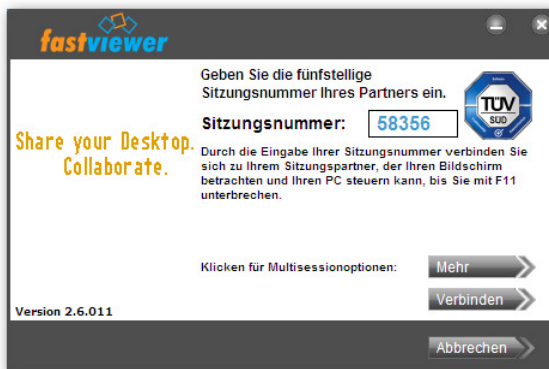 fastviewer
Geben Sie die fünfstellige
Sitzungsnummer Ihres Partners ein.
Sitzungsnummer: 58356
TÜV
SÜD
Share your Desktop.
Collaborate.
Durch die Eingabe Ihrer Sitzungsnummer verbinden Sie
sich zu Ihrem Sitzungspartner, der Ihren Bildschirm
betrachten und Ihren PC steuern kann, bis Sie mit F11
unterbrechen.
Klicken für Multisessionoptionen: Mehr
Verbinden
Version 2.6.011
Abbrechen